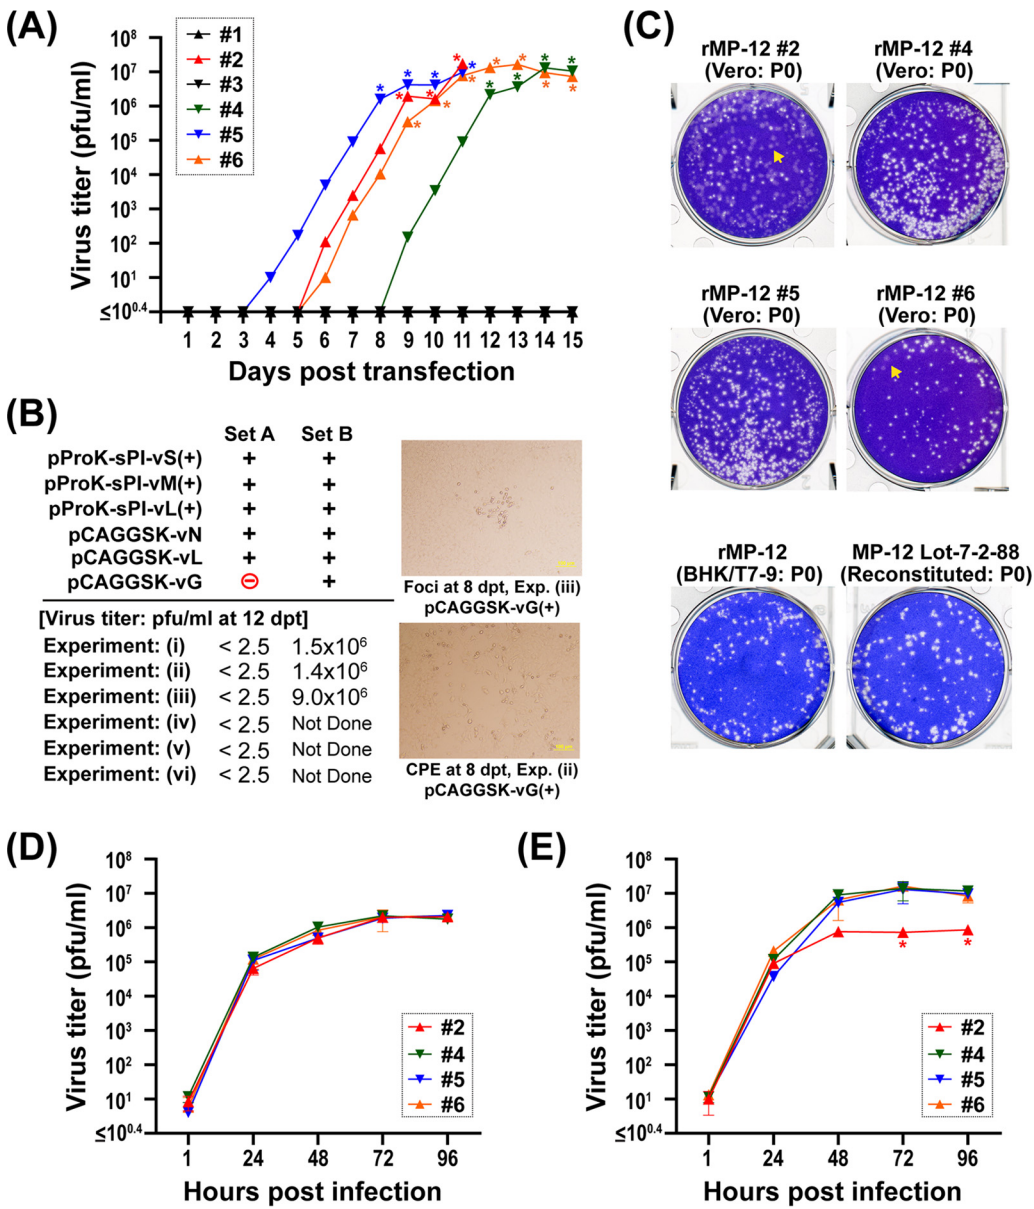 (A)
#1
#2
#3
#4
#5
#6
Virus titer (pfu/ml)
10⁸
10⁷
10⁶
10⁵
10⁴
10³
10²
10¹
≤10⁰·⁴
1 2 3 4 5 6 7 8 9 10 11 12 13 14 15
Days post transfection
(B)
Set A Set B
pProK-sPI-vS(+) + +
pProK-sPI-vM(+) + +
pProK-sPI-vL(+) + +
pCAGGSK-vN + +
pCAGGSK-vL + +
pCAGGSK-vG ⊖ +
[Virus titer: pfu/ml at 12 dpt]
Experiment: (i) < 2.5 1.5x10⁶
Experiment: (ii) < 2.5 1.4x10⁶
Experiment: (iii) < 2.5 9.0x10⁶
Experiment: (iv) < 2.5 Not Done
Experiment: (v) < 2.5 Not Done
Experiment: (vi) < 2.5 Not Done
Foci at 8 dpt, Exp. (iii)
pCAGGSK-vG(+)
CPE at 8 dpt, Exp. (ii)
pCAGGSK-vG(+)
(C)
rMP-12 #2
(Vero: P0)
rMP-12 #4
(Vero: P0)
rMP-12 #5
(Vero: P0)
rMP-12 #6
(Vero: P0)
rMP-12
(BHK/T7-9: P0)
MP-12 Lot-7-2-88
(Reconstituted: P0)
(D)
Virus titer (pfu/ml)
10⁸
10⁷
10⁶
10⁵
10⁴
10³
10²
10¹
≤10⁰·⁴
#2
#4
#5
#6
1 24 48 72 96
Hours post infection
(E)
Virus titer (pfu/ml)
10⁸
10⁷
10⁶
10⁵
10⁴
10³
10²
10¹
≤10⁰·⁴
#2
#4
#5
#6
1 24 48 72 96
Hours post infection